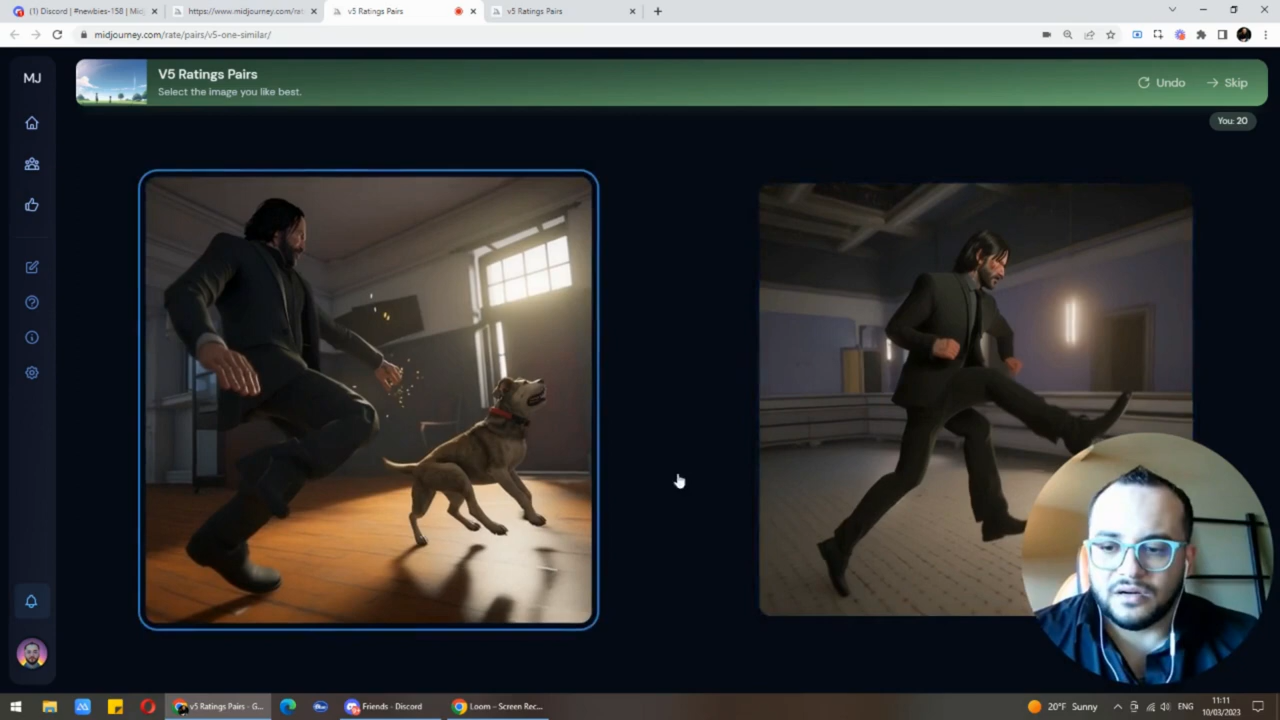 (1) Discord | #newbies-158 | Mid
https://www.midjourney.com/rat
v5 Ratings Pairs
v5 Ratings Pairs
midjourney.com/rate/pairs/v5-one-similar/
MJ
V5 Ratings Pairs
Select the image you like best.
Undo
Skip
You: 20
v5 Ratings Pairs - G...
Friends - Discord
Loom – Screen Rec...
20°F Sunny
ENG
11:11
10/03/2023